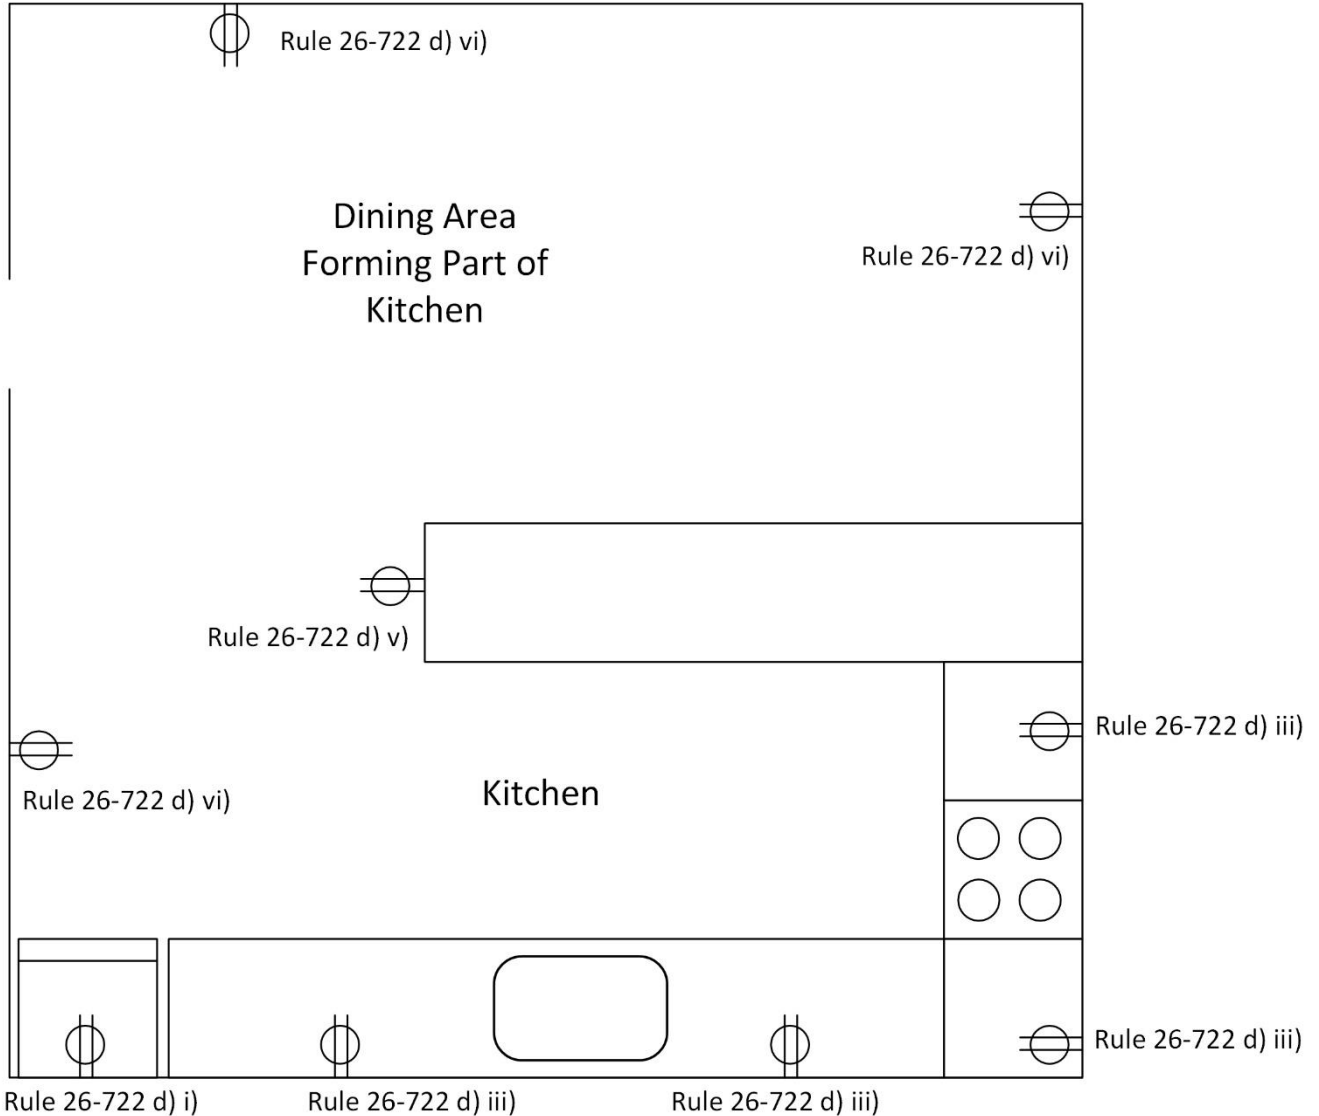 Rule 26-722 d) vi)
Dining Area
Forming Part of
Kitchen
Rule 26-722 d) vi)
Rule 26-722 d) v)
Rule 26-722 d) iii)
Rule 26-722 d) vi)
Kitchen
Rule 26-722 d) iii)
Rule 26-722 d) i)
Rule 26-722 d) iii)
Rule 26-722 d) iii)